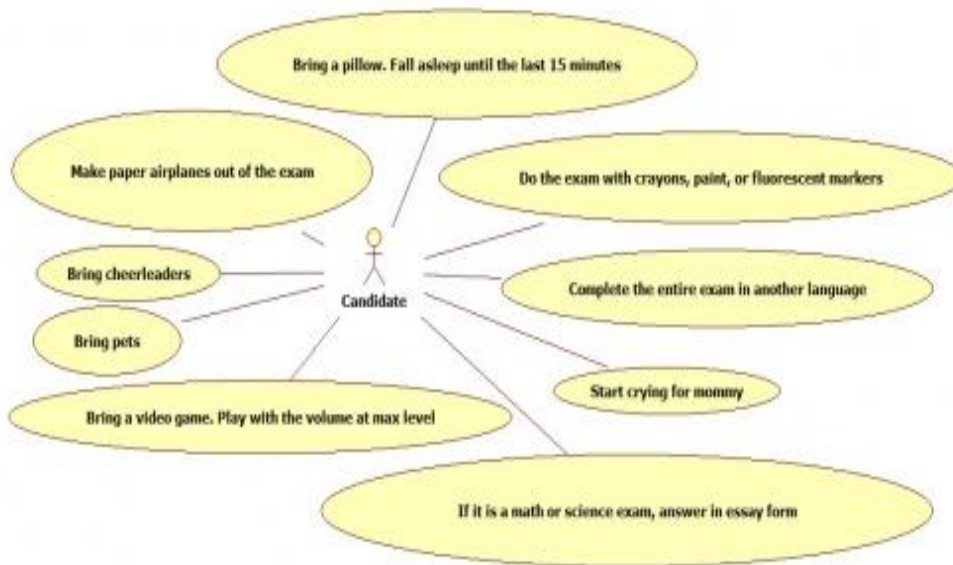 Bring a pillow. Fall asleep until the last 15 minutes
Make paper airplanes out of the exam
Do the exam with crayons, paint, or fluorescent markers
Bring cheerleaders
Complete the entire exam in another language
Candidate
Bring pets
Start crying for mommy
Bring a video game. Play with the volume at max level
If it is a math or science exam, answer in essay form